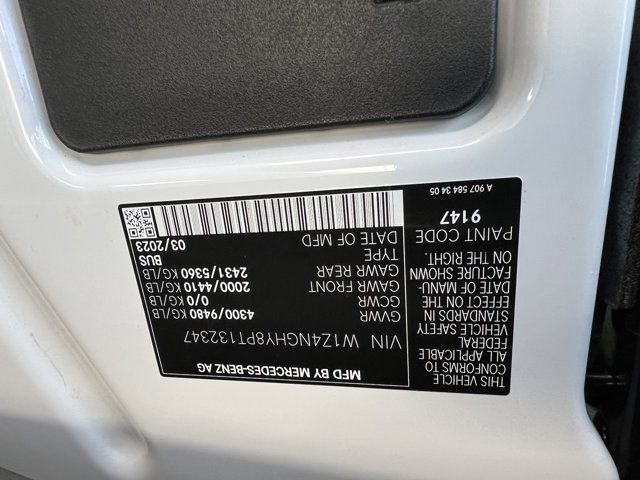 MFD BY MERCEDES-BENZ AG
VIN W1Z4NGHY8PT132347
GVWR 4300/9480 KG/LB
GCWR 0/0 KG/LB
GAWR FRONT 2000/4410 KG/LB
GAWR REAR 2431/5360 KG/LB
TYPE BUS
DATE OF MFD 03/2023
THIS VEHICLE
CONFORMS TO
ALL APPLICABLE
FEDERAL
VEHICLE SAFETY
STANDARDS IN
EFFECT ON THE
DATE OF MANU-
FACTURE SHOWN
ON THE RIGHT.
PAINT CODE
9147
A 907 584 34 05